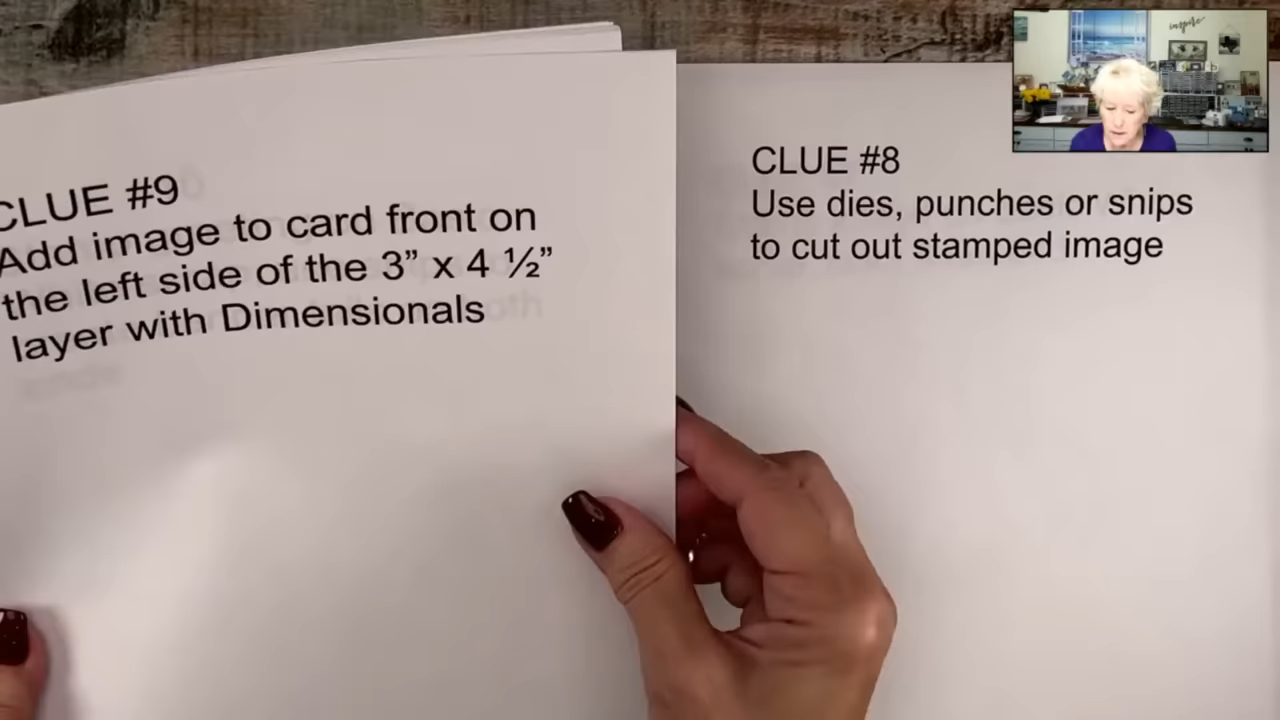 CLUE #9
Add image to card front on
the left side of the 3” x 4 ½”
layer with Dimensionals
CLUE #8
Use dies, punches or snips
to cut out stamped image
inspire